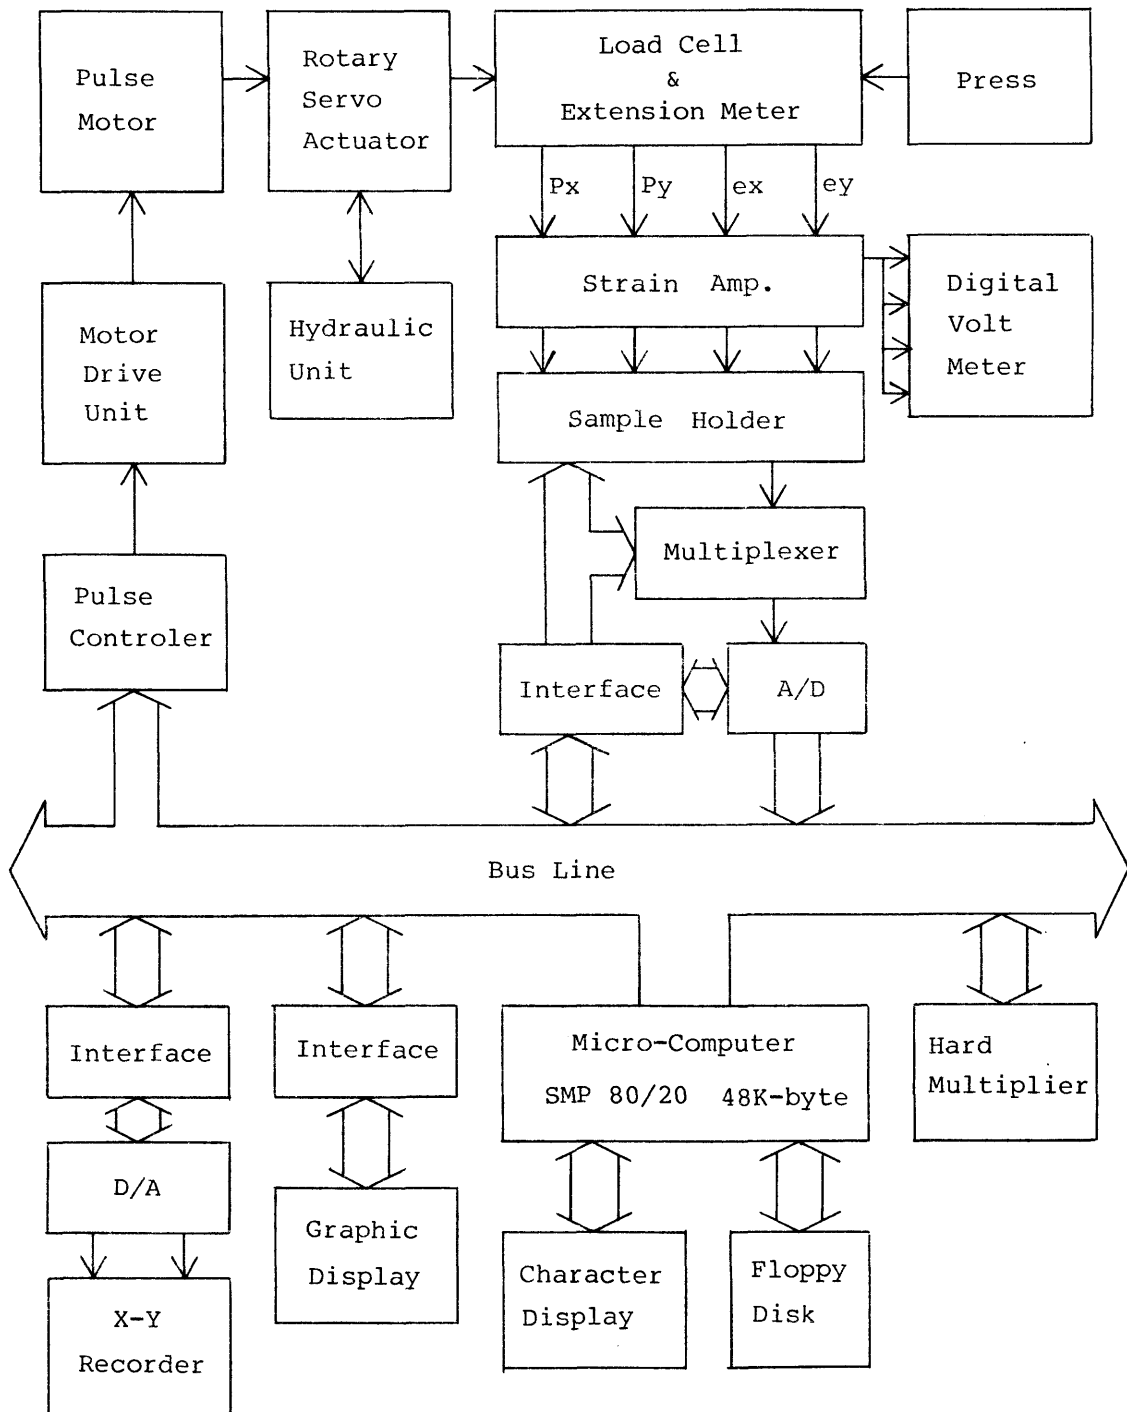 Pulse
Motor
Rotary
Servo
Actuator
Load Cell
&
Extension Meter
Press
Px
Py
ex
ey
Motor
Drive
Unit
Hydraulic
Unit
Strain Amp.
Digital
Volt
Meter
Sample Holder
Multiplexer
Pulse
Controler
Interface
A/D
Bus Line
Interface
Interface
Micro-Computer
SMP 80/20 48K-byte
Hard
Multiplier
D/A
Graphic
Display
Character
Display
Floppy
Disk
X-Y
Recorder